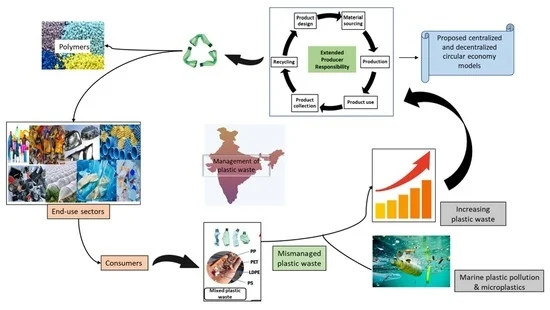 Product
design
Material
sourcing
Polymers
Extended
Producer
Responsibility
Recycling
Production
Product
collection
Product use
Proposed centralized
and decentralized
circular economy
models
Management of
plastic waste
End-use sectors
Consumers
PP
PET
LDPE
PS
Mixed plastic
waste
Mismanaged
plastic waste
Increasing
plastic waste
Marine plastic pollution
& microplastics